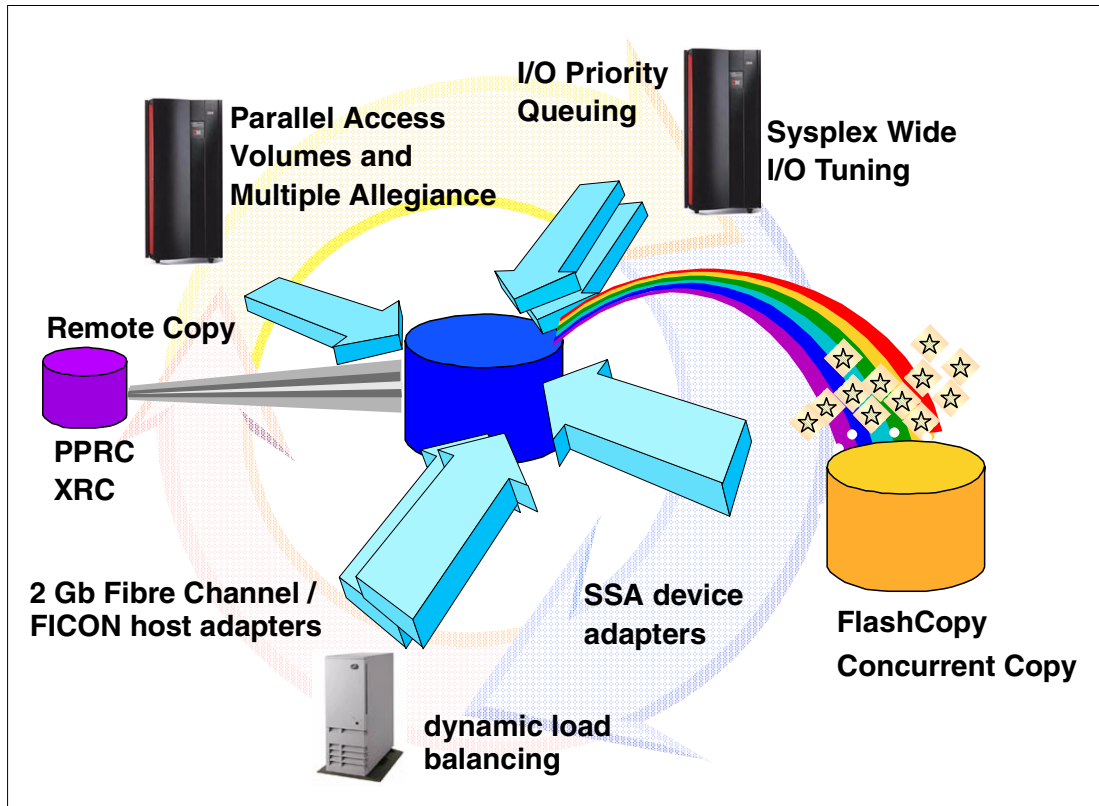 I/O Priority
Queuing
Parallel Access
Volumes and
Multiple Allegiance
Sysplex Wide
I/O Tuning
Remote Copy
PPRC
XRC
2 Gb Fibre Channel /
FICON host adapters
SSA device
adapters
FlashCopy
Concurrent Copy
dynamic load
balancing